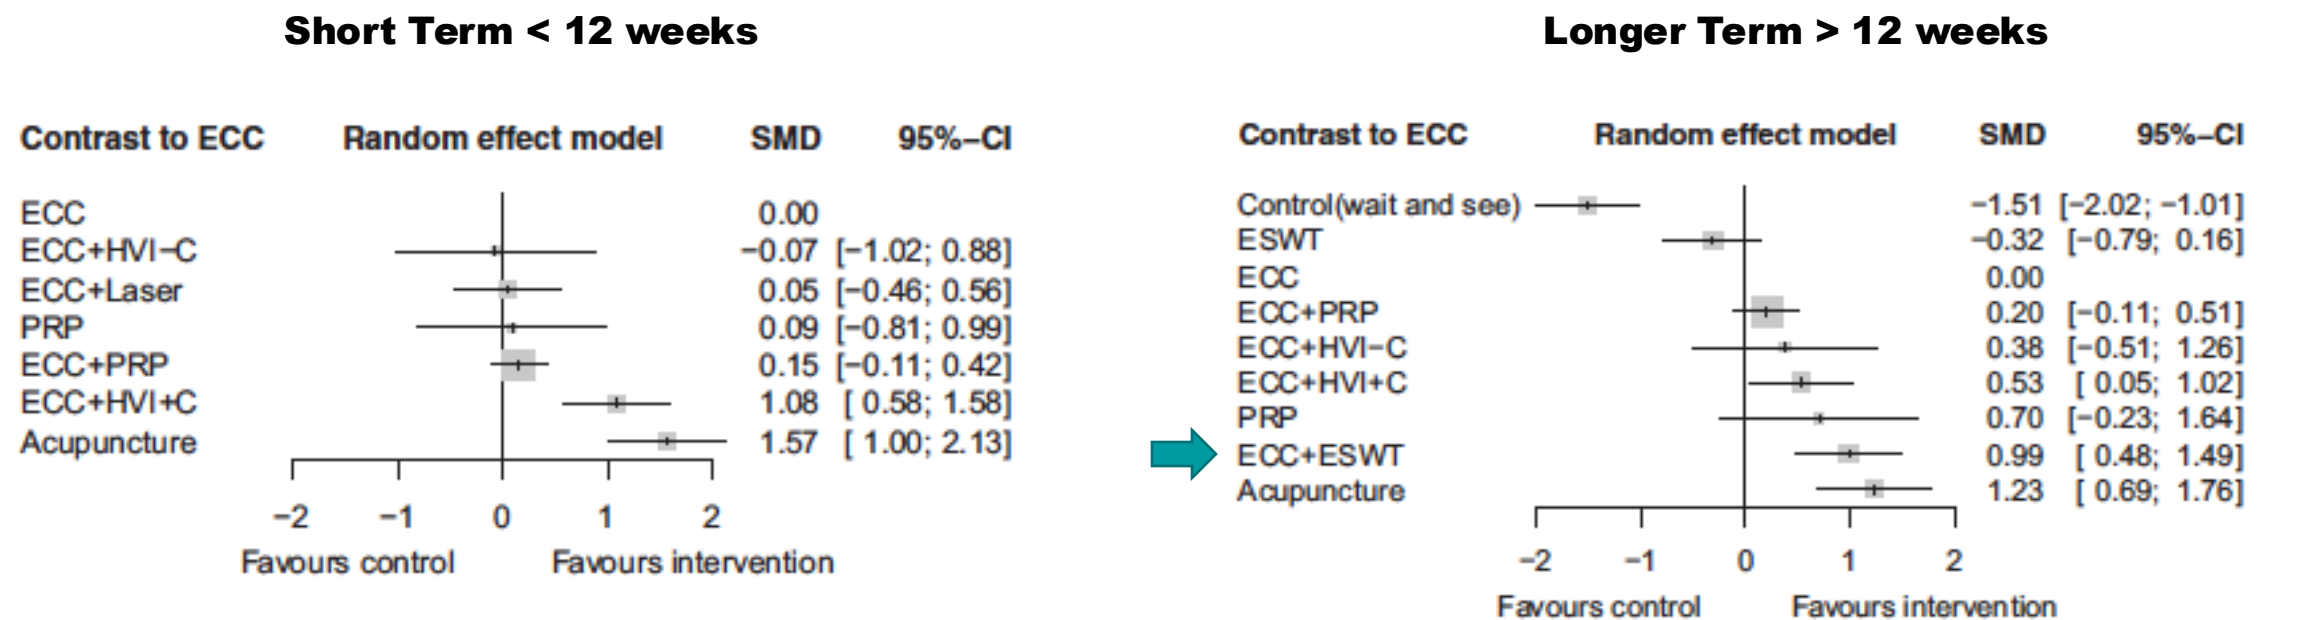 Short Term < 12 weeks
Contrast to ECC Random effect model SMD 95%−CI
ECC 0.00
ECC+HVI−C −0.07 [−1.02; 0.88]
ECC+Laser 0.05 [−0.46; 0.56]
PRP 0.09 [−0.81; 0.99]
ECC+PRP 0.15 [−0.11; 0.42]
ECC+HVI+C 1.08 [ 0.58; 1.58]
Acupuncture 1.57 [ 1.00; 2.13]
−2 −1 0 1 2
Favours control Favours intervention
Longer Term > 12 weeks
Contrast to ECC Random effect model SMD 95%−CI
Control(wait and see) −1.51 [−2.02; −1.01]
ESWT −0.32 [−0.79; 0.16]
ECC 0.00
ECC+PRP 0.20 [−0.11; 0.51]
ECC+HVI−C 0.38 [−0.51; 1.26]
ECC+HVI+C 0.53 [ 0.05; 1.02]
PRP 0.70 [−0.23; 1.64]
ECC+ESWT 0.99 [ 0.48; 1.49]
Acupuncture 1.23 [ 0.69; 1.76]
−2 −1 0 1 2
Favours control Favours intervention